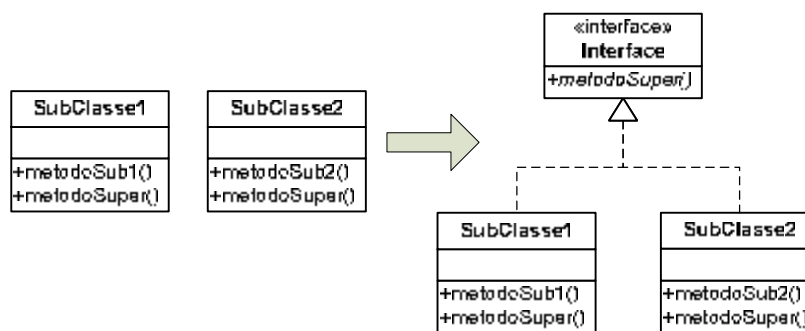 SubClasse1
+metodoSub1()
+metodoSuper()
SubClasse2
+metodoSub2()
+metodoSuper()
«interface»
Interface
+metodoSuper()
SubClasse1
+metodoSub1()
+metodoSuper()
SubClasse2
+metodoSub2()
+metodoSuper()